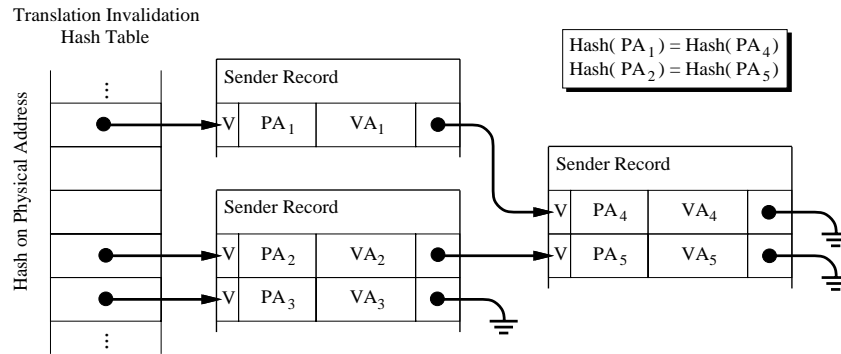 Translation Invalidation
Hash Table
Hash( PA1 ) = Hash( PA4 )
Hash( PA2 ) = Hash( PA5 )
Hash on Physical Address
...
Sender Record
V PA1 VA1
Sender Record
V PA4 VA4
V PA5 VA5
Sender Record
V PA2 VA2
V PA3 VA3
...